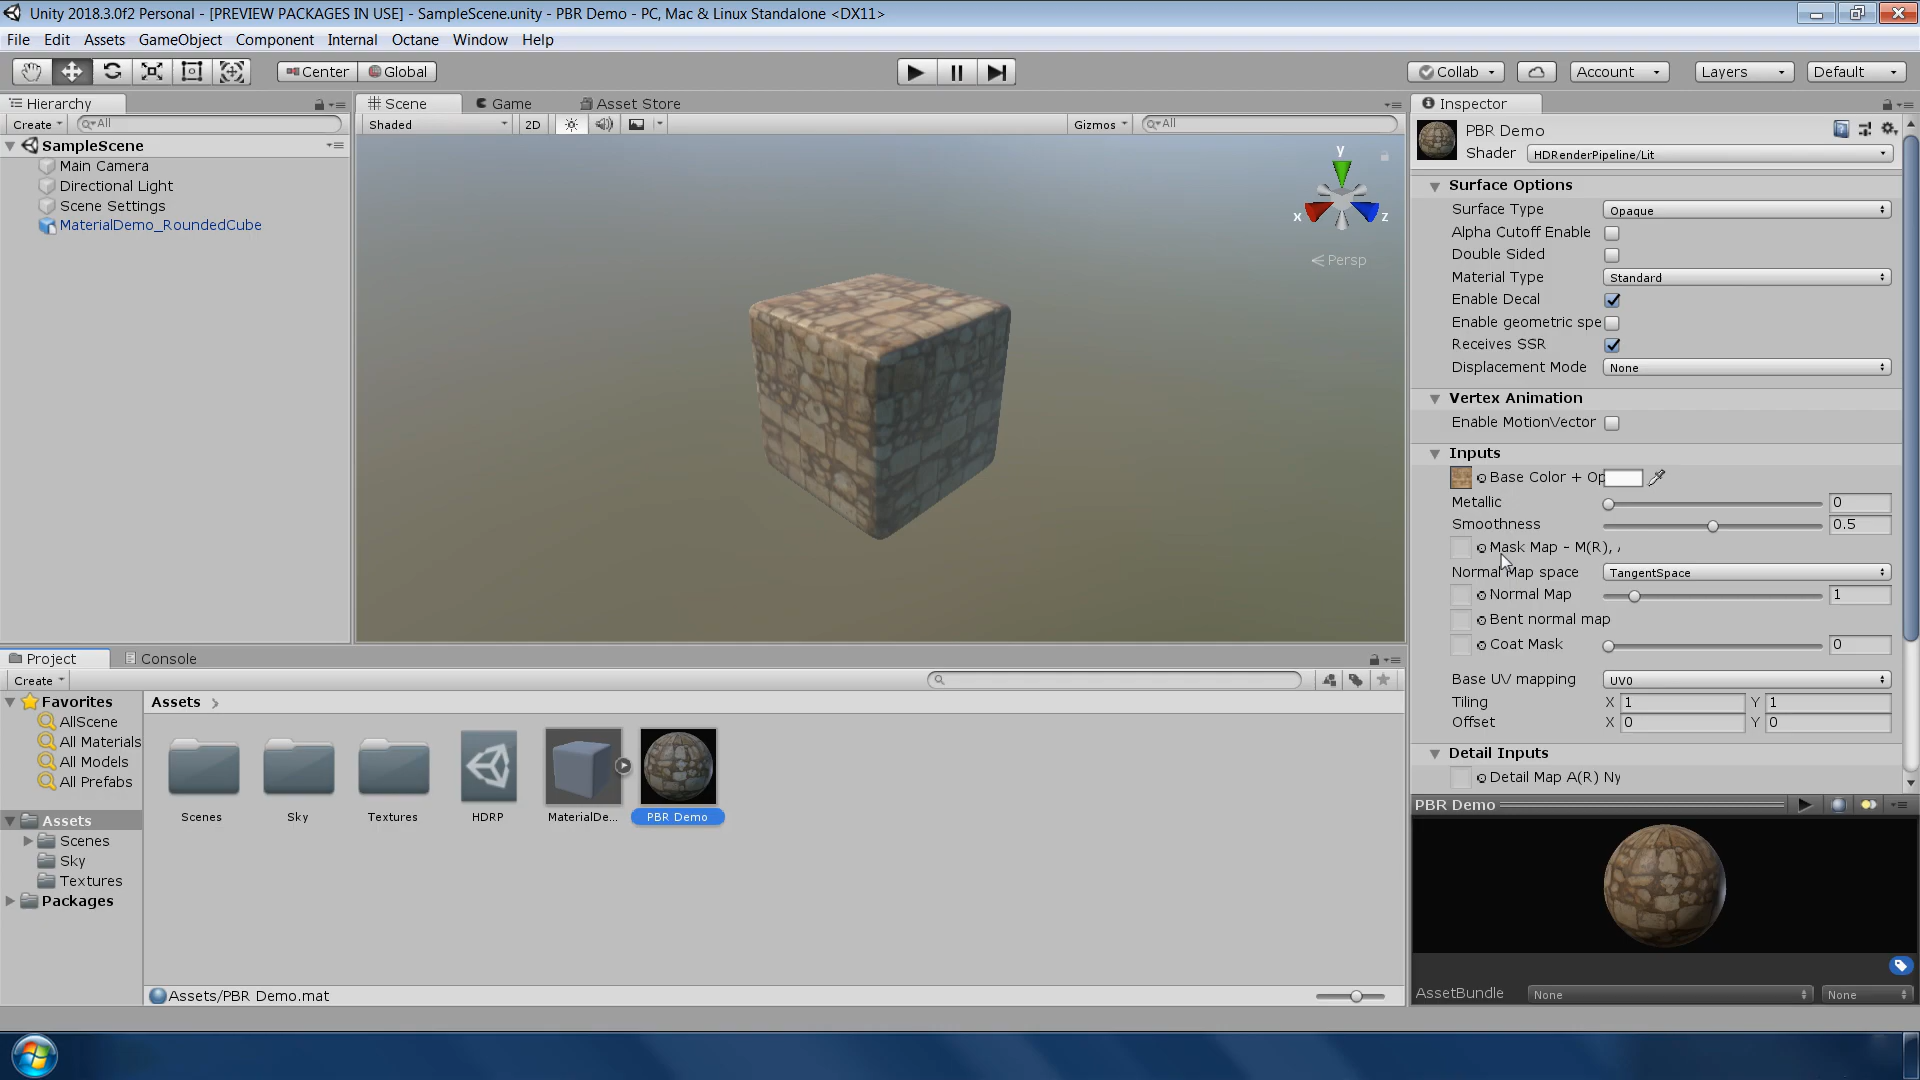 Unity 2018.3.0f2 Personal - [PREVIEW PACKAGES IN USE] - SampleScene.unity - PBR Demo - PC, Mac & Linux Standalone <DX11>
File Edit Assets GameObject Component Internal Octane Window Help
Center Global Collab Account Layers Default
Hierarchy
Create All
SampleScene
Main Camera
Directional Light
Scene Settings
MaterialDemo_RoundedCube
Scene Game Asset Store
Shaded 2D Gizmos All
y
x z
Persp
Inspector
PBR Demo
Shader HDRenderPipeline/Lit
Surface Options
Surface Type Opaque
Alpha Cutoff Enable
Double Sided
Material Type Standard
Enable Decal
Enable geometric spe
Receives SSR
Displacement Mode None
Vertex Animation
Enable MotionVector
Inputs
Base Color + Op
Metallic 0
Smoothness 0.5
Mask Map - M(R),
Normal Map space TangentSpace
Normal Map 1
Bent normal map
Coat Mask 0
Base UV mapping UV0
Tiling X 1 Y 1
Offset X 0 Y 0
Detail Inputs
Detail Map A(R) Ny
PBR Demo
AssetBundle None None
Project Console
Create
Favorites
AllScene
All Materials
All Models
All Prefabs
Assets
Scenes
Sky
Textures
Packages
Assets
Scenes Sky Textures HDRP MaterialDe... PBR Demo
Assets/PBR Demo.mat